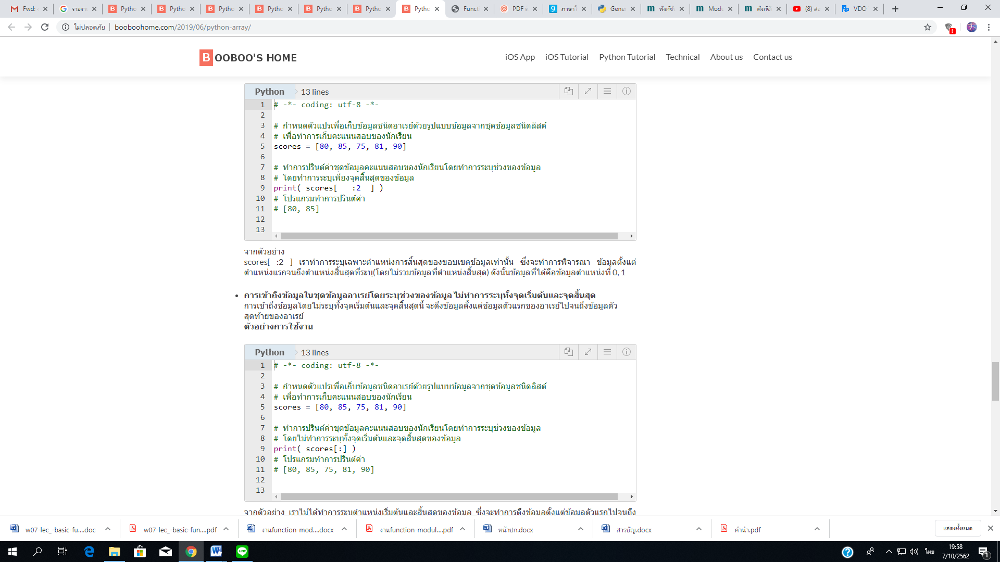 Fwd:
รายงา
Pytho
Pytho
Pytho
Pytho
Pytho
Pytho
Pytho
Funct
PDF
ภาษาไ
Gene
ฟังก์ชั
Modu
ฟังก์ชั
(8) สอ
VDO
ไม่ปลอดภัย
booboohome.com/2019/06/python-array/
BOOBOO'S HOME
iOS App
iOS Tutorial
Python Tutorial
Technical
About us
Contact us
Python
13 lines
1 # -*- coding: utf-8 -*-
2
3 # กำหนดตัวแปรเพื่อเก็บข้อมูลชนิดอาเรย์ด้วยรูปแบบข้อมูลจากชุดข้อมูลชนิดลิสต์
4 # เพื่อทำการเก็บคะแนนสอบของนักเรียน
5 scores = [80, 85, 75, 81, 90]
6
7 # ทำการปรินต์ค่าชุดข้อมูลคะแนนสอบของนักเรียนโดยทำการระบุช่วงของข้อมูล
8 # โดยทำการระบุเพียงจุดสิ้นสุดของข้อมูล
9 print( scores[   :2  ] )
10 # โปรแกรมทำการปรินต์ค่า
11 # [80, 85]
12
13
จากตัวอย่าง
scores[ :2 ] เราทำการระบุเฉพาะตำแหน่งการสิ้นสุดของขอบเขตข้อมูลเท่านั้น ซึ่งจะทำการพิจารณา ข้อมูลตั้งแต่
ตำแหน่งแรกจนถึงตำแหน่งสิ้นสุดที่ระบุ(โดยไม่รวมข้อมูลที่ตำแหน่งสิ้นสุด) ดังนั้นข้อมูลที่ได้คือข้อมูลตำแหน่งที่ 0, 1
• การเข้าถึงข้อมูลในชุดข้อมูลอาเรย์โดยระบุช่วงของข้อมูล ไม่ทำการระบุทั้งจุดเริ่มต้นและจุดสิ้นสุด
การเข้าถึงข้อมูลโดยไม่ระบุทั้งจุดเริ่มต้นและจุดสิ้นสุดนี้ จะดึงข้อมูลตั้งแต่ข้อมูลตัวแรกของอาเรย์ไปจนถึงข้อมูลตัว
สุดท้ายของอาเรย์
ตัวอย่างการใช้งาน
Python
13 lines
1 # -*- coding: utf-8 -*-
2
3 # กำหนดตัวแปรเพื่อเก็บข้อมูลชนิดอาเรย์ด้วยรูปแบบข้อมูลจากชุดข้อมูลชนิดลิสต์
4 # เพื่อทำการเก็บคะแนนสอบของนักเรียน
5 scores = [80, 85, 75, 81, 90]
6
7 # ทำการปรินต์ค่าชุดข้อมูลคะแนนสอบของนักเรียนโดยทำการระบุช่วงของข้อมูล
8 # โดยไม่ทำการระบุทั้งจุดเริ่มต้นและจุดสิ้นสุดของข้อมูล
9 print( scores[:] )
10 # โปรแกรมทำการปรินต์ค่า
11 # [80, 85, 75, 81, 90]
12
13
จากตัวอย่าง เราไม่ได้ทำการระบุตำแหน่งเริ่มต้นและสิ้นสุดของข้อมูล ซึ่งจะทำการดึงข้อมูลตั้งแต่ข้อมูลตัวแรกไปจนถึง
w07-lec_-basic-fu....doc
w07-lec_-basic-fun....pdf
งานfunction-mod....docx
งานfunction-modul....pdf
หน้าปก.docx
สารบัญ.docx
คำนำ.pdf
แสดงทั้งหมด
ไทย
19:58
7/10/2562
1